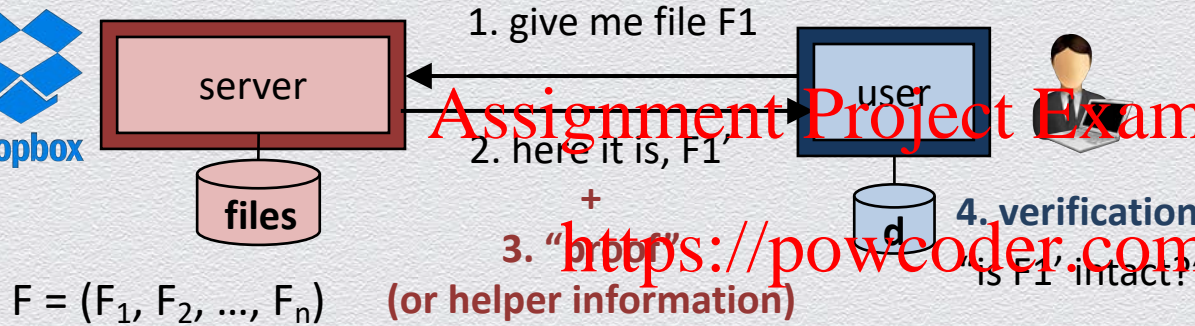 1. give me file F1
server
user
Assignment Project Exam
opbox
2. here it is, F1’
files
+
d
4. verification
3. “proof”
https://powcoder.com
“is F1’ intact?”
F = (F1, F2, …, Fn)
(or helper information)